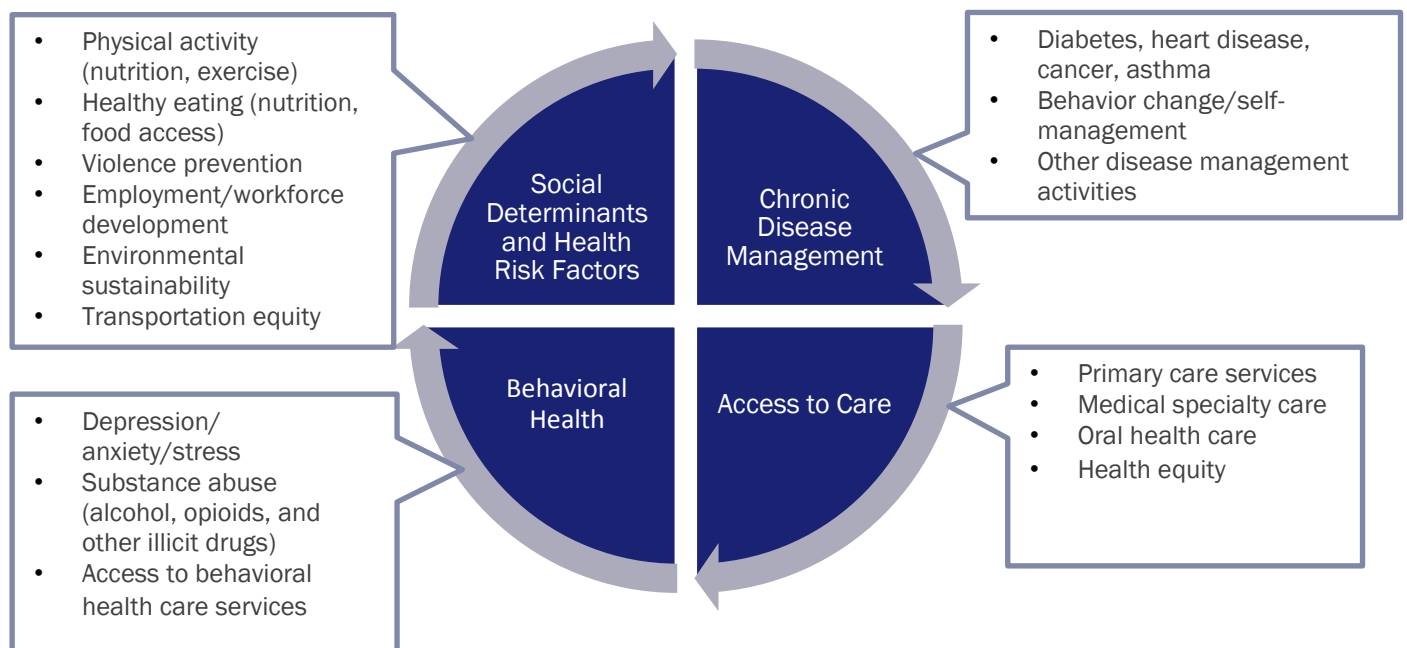 • Physical activity
(nutrition, exercise)
• Healthy eating (nutrition,
food access)
• Violence prevention
• Employment/workforce
development
• Environmental
sustainability
• Transportation equity
Social
Determinants
and Health
Risk Factors
Chronic
Disease
Management
• Diabetes, heart disease,
cancer, asthma
• Behavior change/self-
management
• Other disease management
activities
• Depression/
anxiety/stress
• Substance abuse
(alcohol, opioids, and
other illicit drugs)
• Access to behavioral
health care services
Behavioral
Health
Access to Care
• Primary care services
• Medical specialty care
• Oral health care
• Health equity